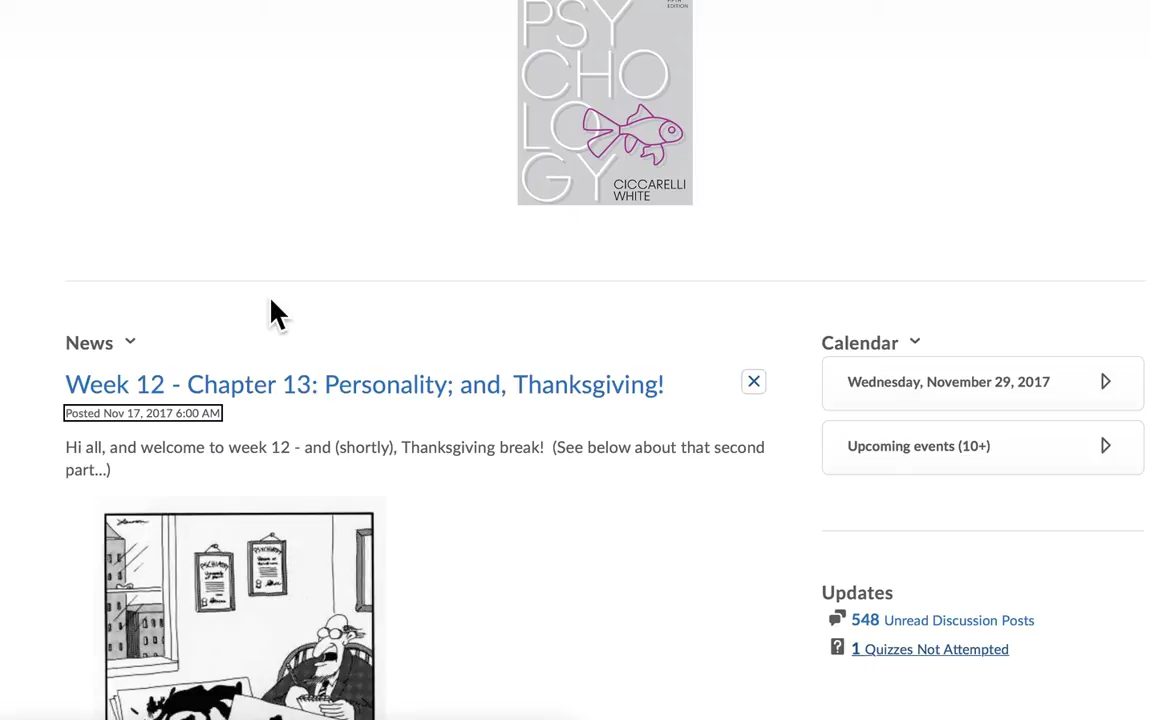 PSY
CHO
LO
GY
EDITION
CICCARELLI
WHITE
News
Week 12 - Chapter 13: Personality; and, Thanksgiving!
Posted Nov 17, 2017 6:00 AM
Hi all, and welcome to week 12 - and (shortly), Thanksgiving break!  (See below about that second
part...)
Calendar
Wednesday, November 29, 2017
Upcoming events (10+)
Updates
548 Unread Discussion Posts
1 Quizzes Not Attempted